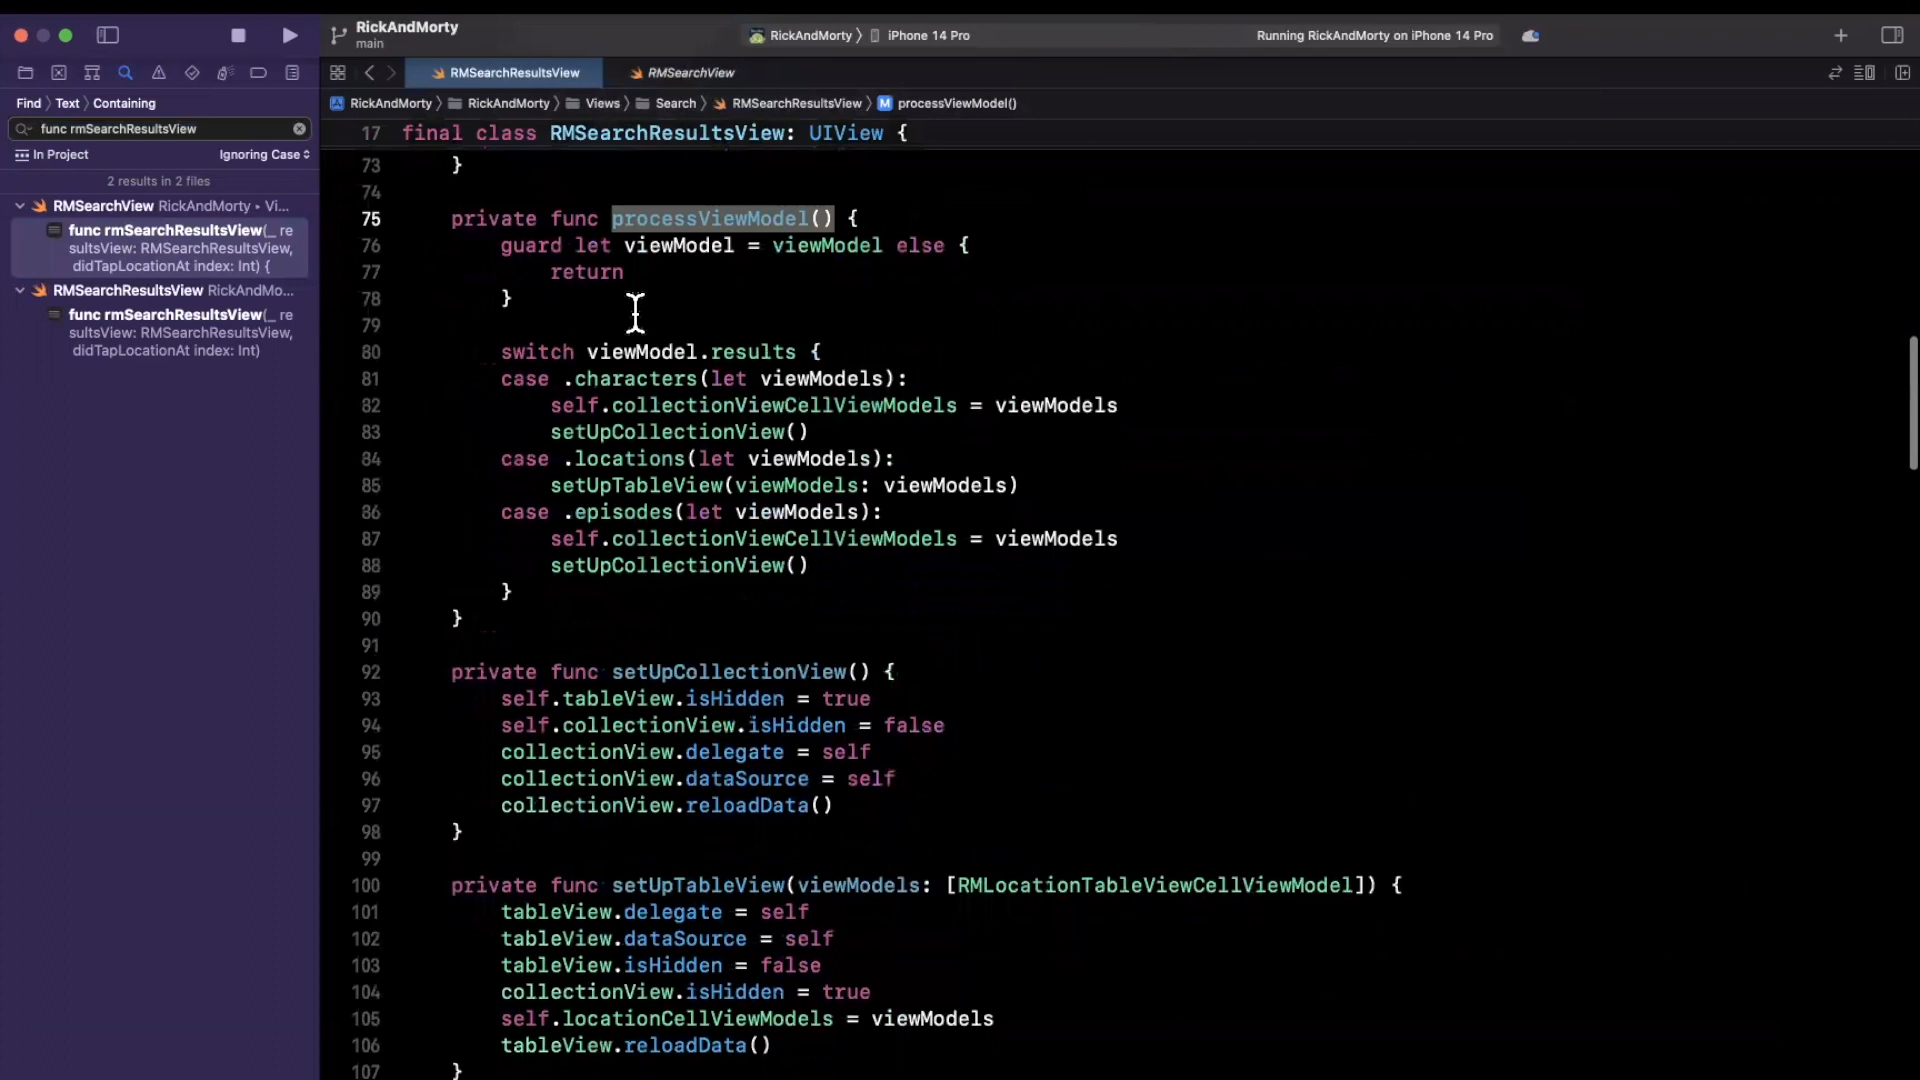 RickAndMorty
main
RickAndMorty
iPhone 14 Pro
Running RickAndMorty on iPhone 14 Pro
RMSearchResultsView
RMSearchView
Find
Text
Containing
RickAndMorty
RickAndMorty
Views
Search
RMSearchResultsView
M
processViewModel()
func rmSearchResultsView
In Project
Ignoring Case
2 results in 2 files
RMSearchView RickAndMorty ▸ Vi...
func rmSearchResultsView(_ re
sultsView: RMSearchResultsView,
didTapLocationAt index: Int) {
RMSearchResultsView RickAndMo...
func rmSearchResultsView(_ re
sultsView: RMSearchResultsView,
didTapLocationAt index: Int)
17 final class RMSearchResultsView: UIView {
73 }
74
75 private func processViewModel() {
76 guard let viewModel = viewModel else {
77 return
78 }
79
80 switch viewModel.results {
81 case .characters(let viewModels):
82 self.collectionViewCellViewModels = viewModels
83 setUpCollectionView()
84 case .locations(let viewModels):
85 setUpTableView(viewModels: viewModels)
86 case .episodes(let viewModels):
87 self.collectionViewCellViewModels = viewModels
88 setUpCollectionView()
89 }
90 }
91
92 private func setUpCollectionView() {
93 self.tableView.isHidden = true
94 self.collectionView.isHidden = false
95 collectionView.delegate = self
96 collectionView.dataSource = self
97 collectionView.reloadData()
98 }
99
100 private func setUpTableView(viewModels: [RMLocationTableViewCellViewModel]) {
101 tableView.delegate = self
102 tableView.dataSource = self
103 tableView.isHidden = false
104 collectionView.isHidden = true
105 self.locationCellViewModels = viewModels
106 tableView.reloadData()
107 }